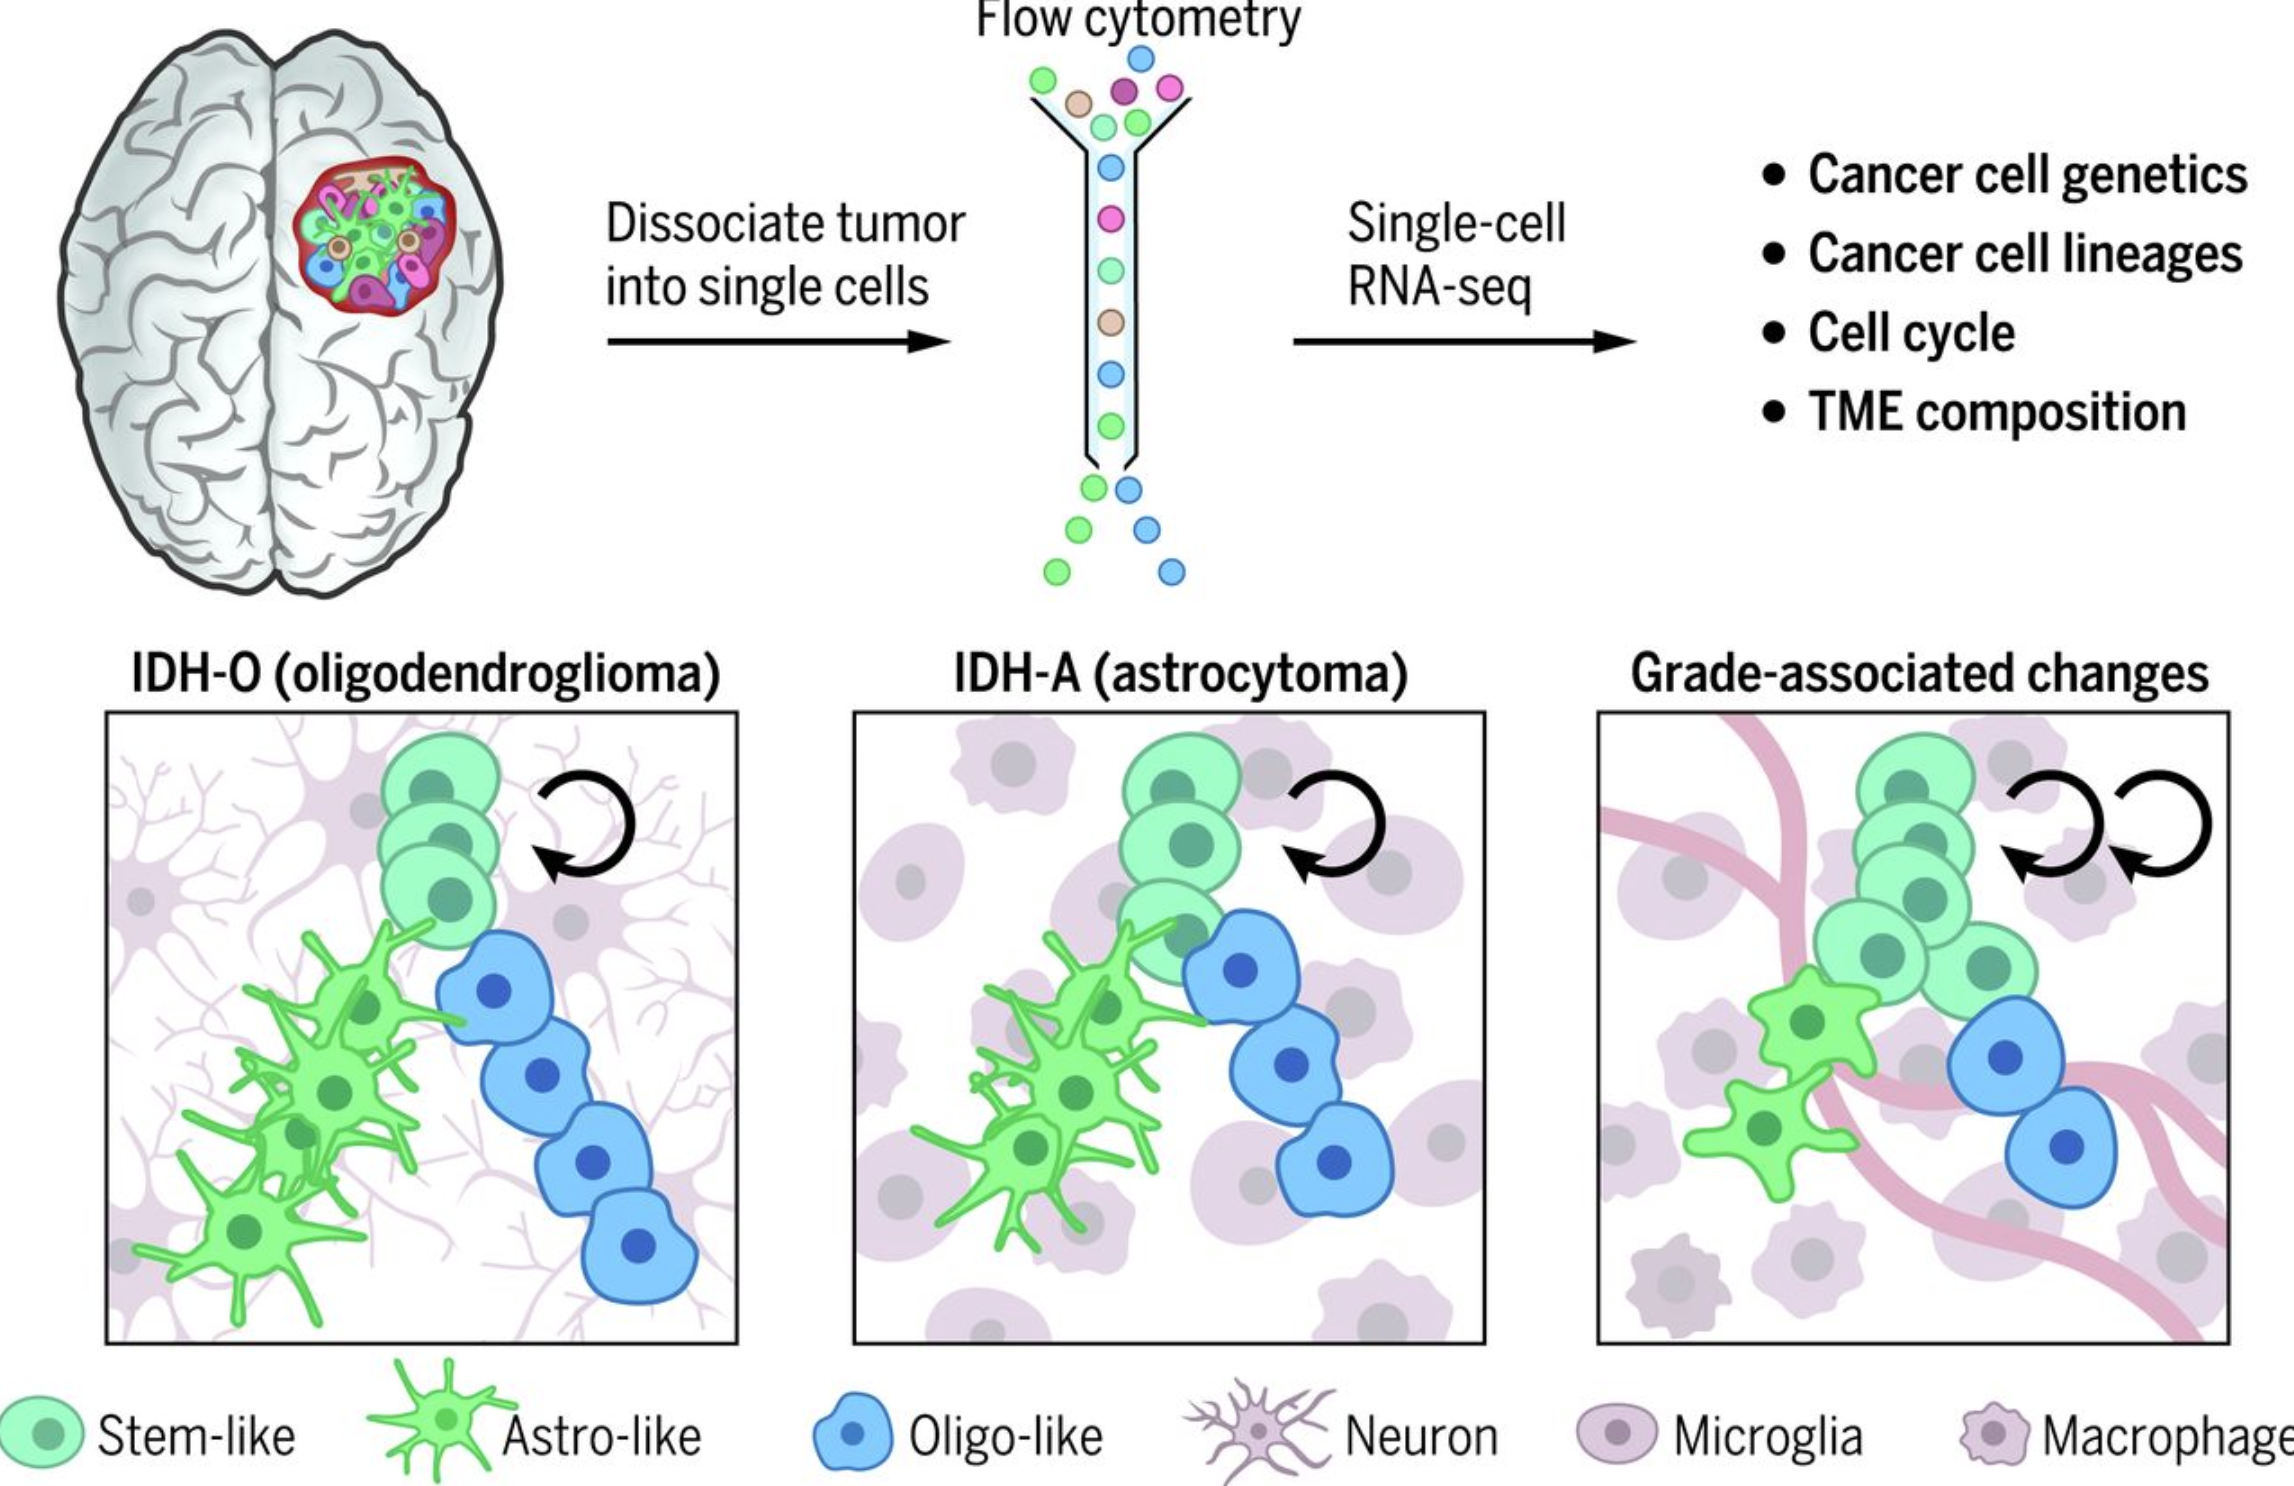 Flow cytometry
Dissociate tumor
into single cells
Single-cell
RNA-seq
• Cancer cell genetics
• Cancer cell lineages
• Cell cycle
• TME composition
IDH-O (oligodendroglioma)
IDH-A (astrocytoma)
Grade-associated changes
Stem-like
Astro-like
Oligo-like
Neuron
Microglia
Macrophage